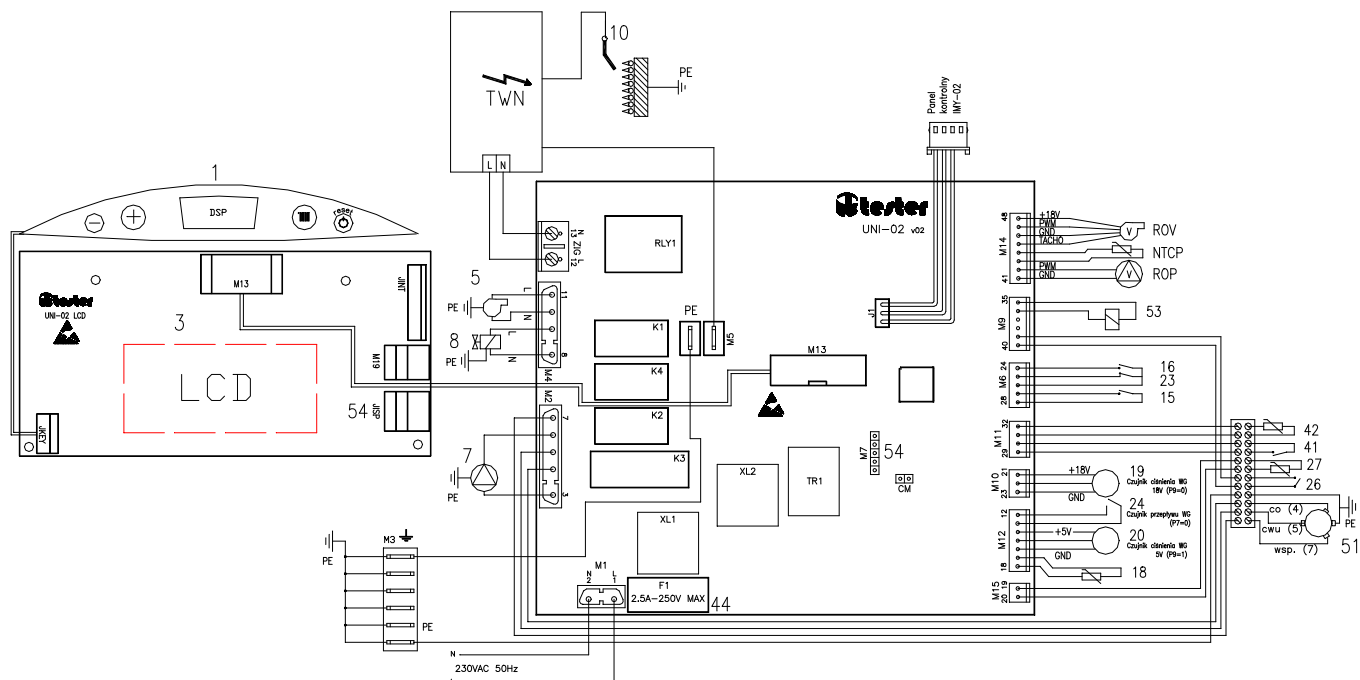 10
PE
TWN
L N
Panel
kontrolny
IMY-02
1
DSP
reset
tester
UNI-02 LCD
M13
JINT
3
LCD
M19
54
JISP
JKEY
5
PE
8
PE
L
N
L
N
11
8
M4
N
13
ZIG
L
12
RLY1
tester
UNI-02 v02
K1
K4
K2
K3
PE
M5
J1
M13
M2
7
3
7
PE
XL2
TR1
XL1
M7
54
CM
M3
PE
PE
M1
N
2
L
1
F1
2.5A-250V MAX
44
N
230VAC 50Hz
48
M14
41
+18V
PWM
GND
TACHO
PWM
GND
ROV
NTCP
ROP
V
V
35
M9
40
53
24
M6
28
16
23
15
32
M11
29
42
41
27
26
21
M10
23
+18V
GND
19
Czujnik ciśnienia WG
18V (P9=0)
24
Czujnik przepływu WG
(P7=0)
12
M12
18
+5V
GND
20
Czujnik ciśnienia WG
5V (P9=1)
18
M15
19
20
co (4)
cwu (5)
wsp. (7)
PE
51